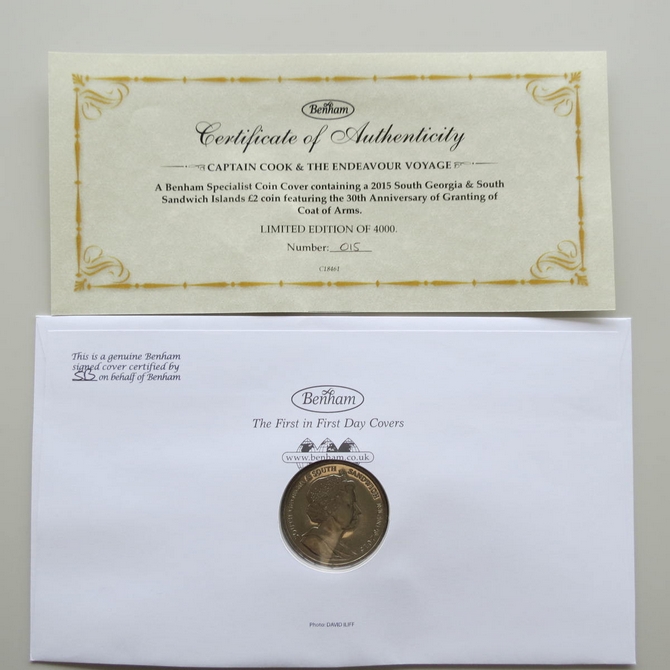 Benham
Certificate of Authenticity
CAPTAIN COOK & THE ENDEAVOUR VOYAGE
A Benham Specialist Coin Cover containing a 2015 South Georgia & South
Sandwich Islands £2 coin featuring the 30th Anniversary of Granting of
Coat of Arms.
LIMITED EDITION OF 4000.
Number: 015
C18461
This is a genuine Benham
signed cover certified by
SB on behalf of Benham
Benham
The First in First Day Covers
www.benham.co.uk
SOUTH SANDWICH
Photo: DAVID ILIFF